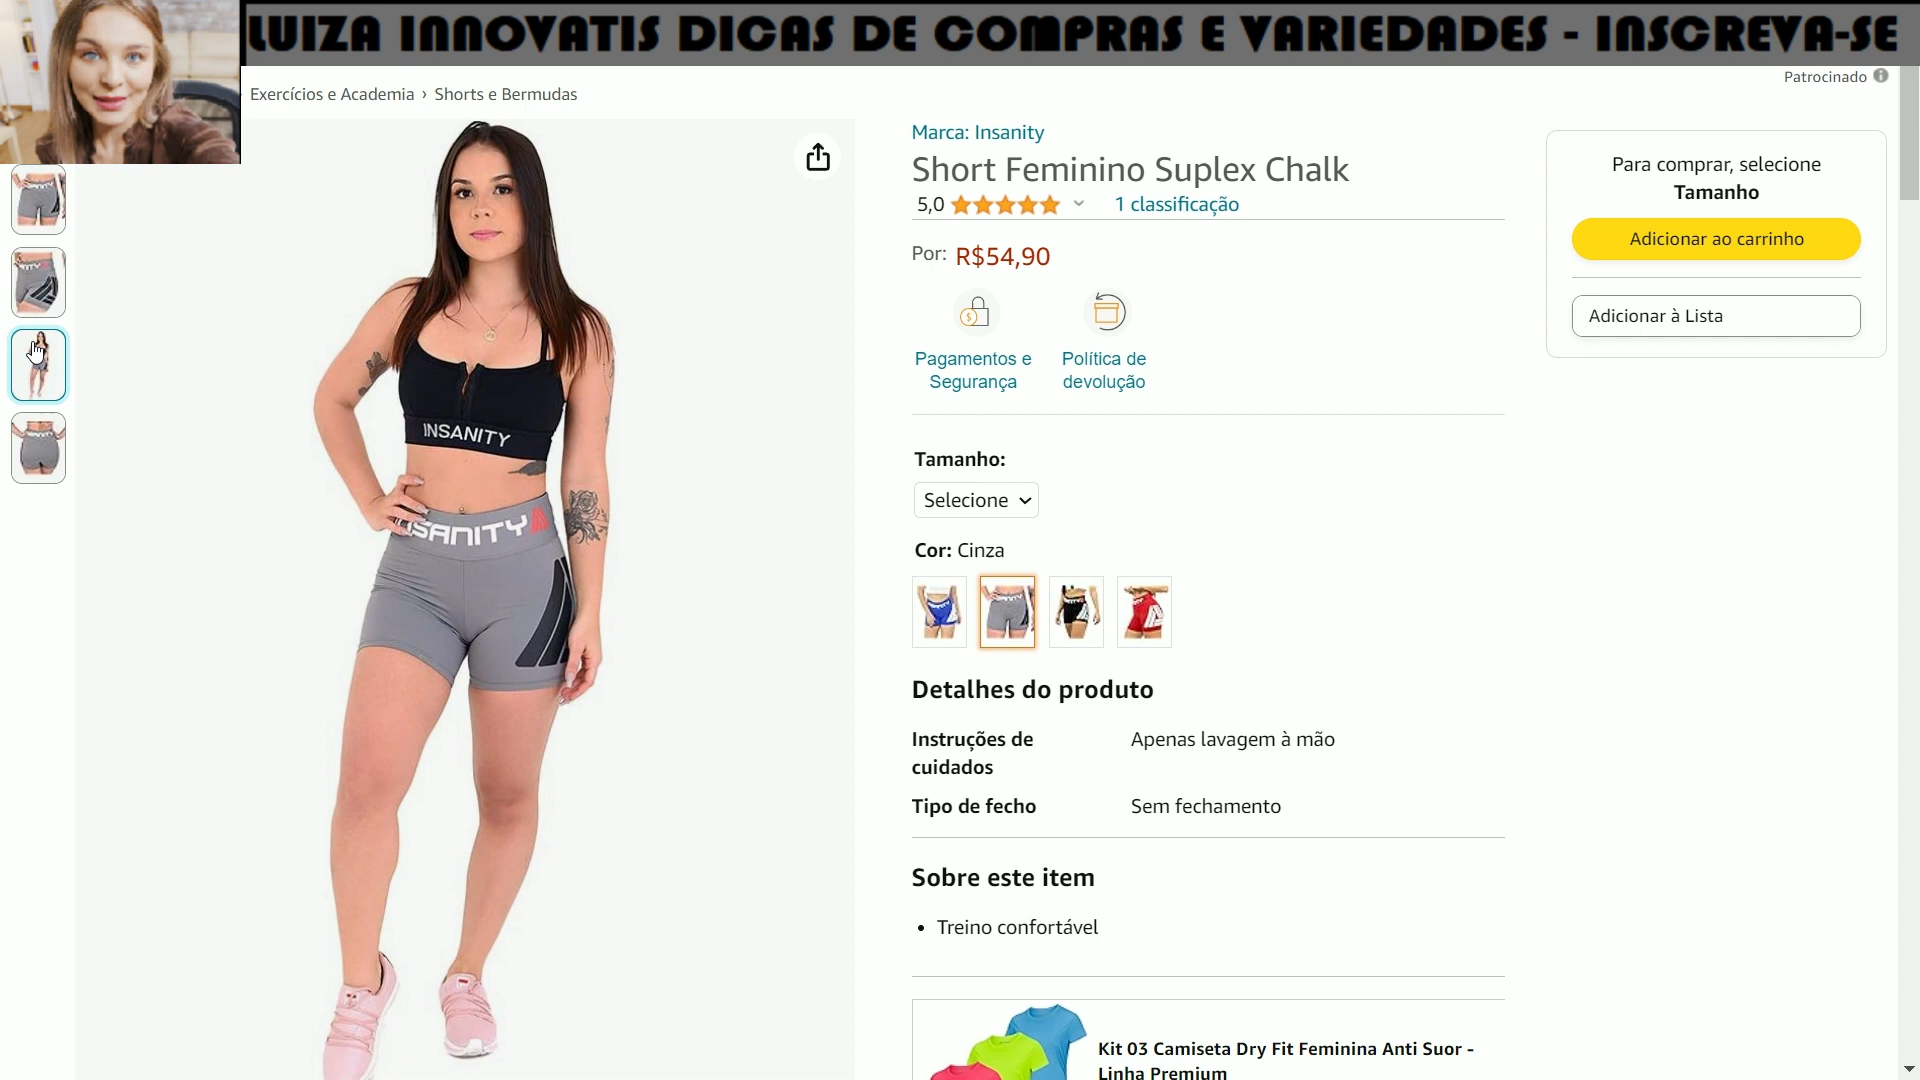 LUIZA INNOVATIS DICAS DE COMPRAS E VARIEDADES - INSCREVA-SE
Patrocinado
Exercícios e Academia › Shorts e Bermudas
Marca: Insanity
Short Feminino Suplex Chalk
5,0 1 classificação
Por: R$54,90
Pagamentos e
Segurança
Política de
devolução
Tamanho:
Selecione
Cor: Cinza
Detalhes do produto
Instruções de
cuidados
Apenas lavagem à mão
Tipo de fecho
Sem fechamento
Sobre este item
• Treino confortável
Kit 03 Camiseta Dry Fit Feminina Anti Suor -
Linha Premium
Para comprar, selecione
Tamanho
Adicionar ao carrinho
Adicionar à Lista
INSANITY
SANITY